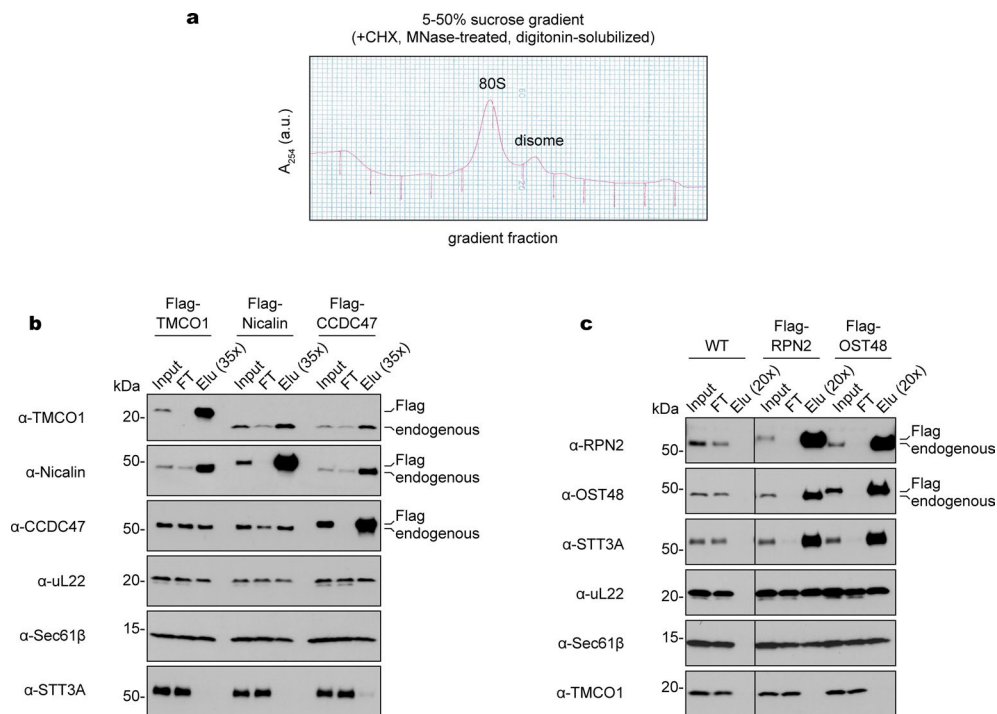 a
5-50% sucrose gradient
(+CHX, MNase-treated, digitonin-solubilized)
80S
disome
A254 (a.u.)
gradient fraction
b
Flag-TMCO1
Flag-Nicalin
Flag-CCDC47
Input FT Elu (35x) Input FT Elu (35x) Input FT Elu (35x)
kDa
α-TMCO1 20- Flag
endogenous
α-Nicalin 50- Flag
endogenous
α-CCDC47 50- Flag
endogenous
α-uL22 20-
α-Sec61β 15-
α-STT3A 50-
c
WT
Flag-RPN2
Flag-OST48
Input FT Elu (20x) Input FT Elu (20x) Input FT Elu (20x)
kDa
α-RPN2 50- Flag
endogenous
α-OST48 50- Flag
endogenous
α-STT3A 50-
α-uL22 20-
α-Sec61β 15-
α-TMCO1 20-